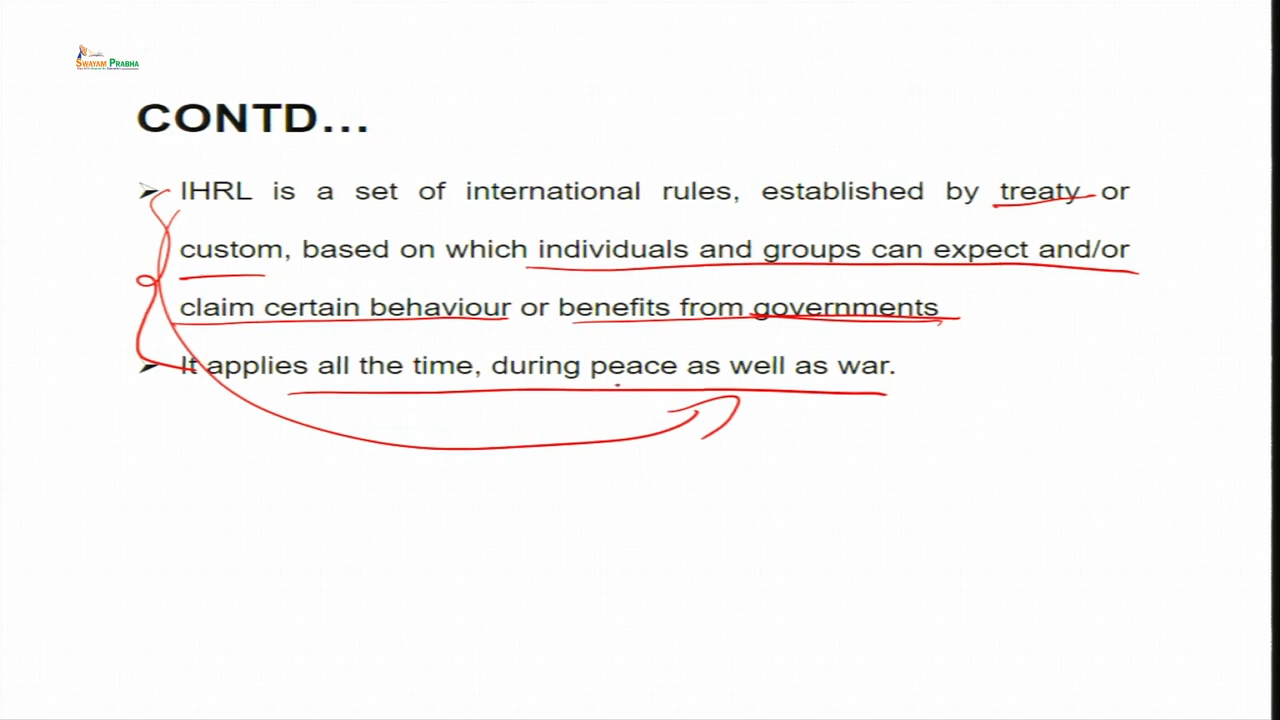 SWAYAM PRABHA
CONTD...
➤ IHRL is a set of international rules, established by treaty or
custom, based on which individuals and groups can expect and/or
claim certain behaviour or benefits from governments
➤ It applies all the time, during peace as well as war.